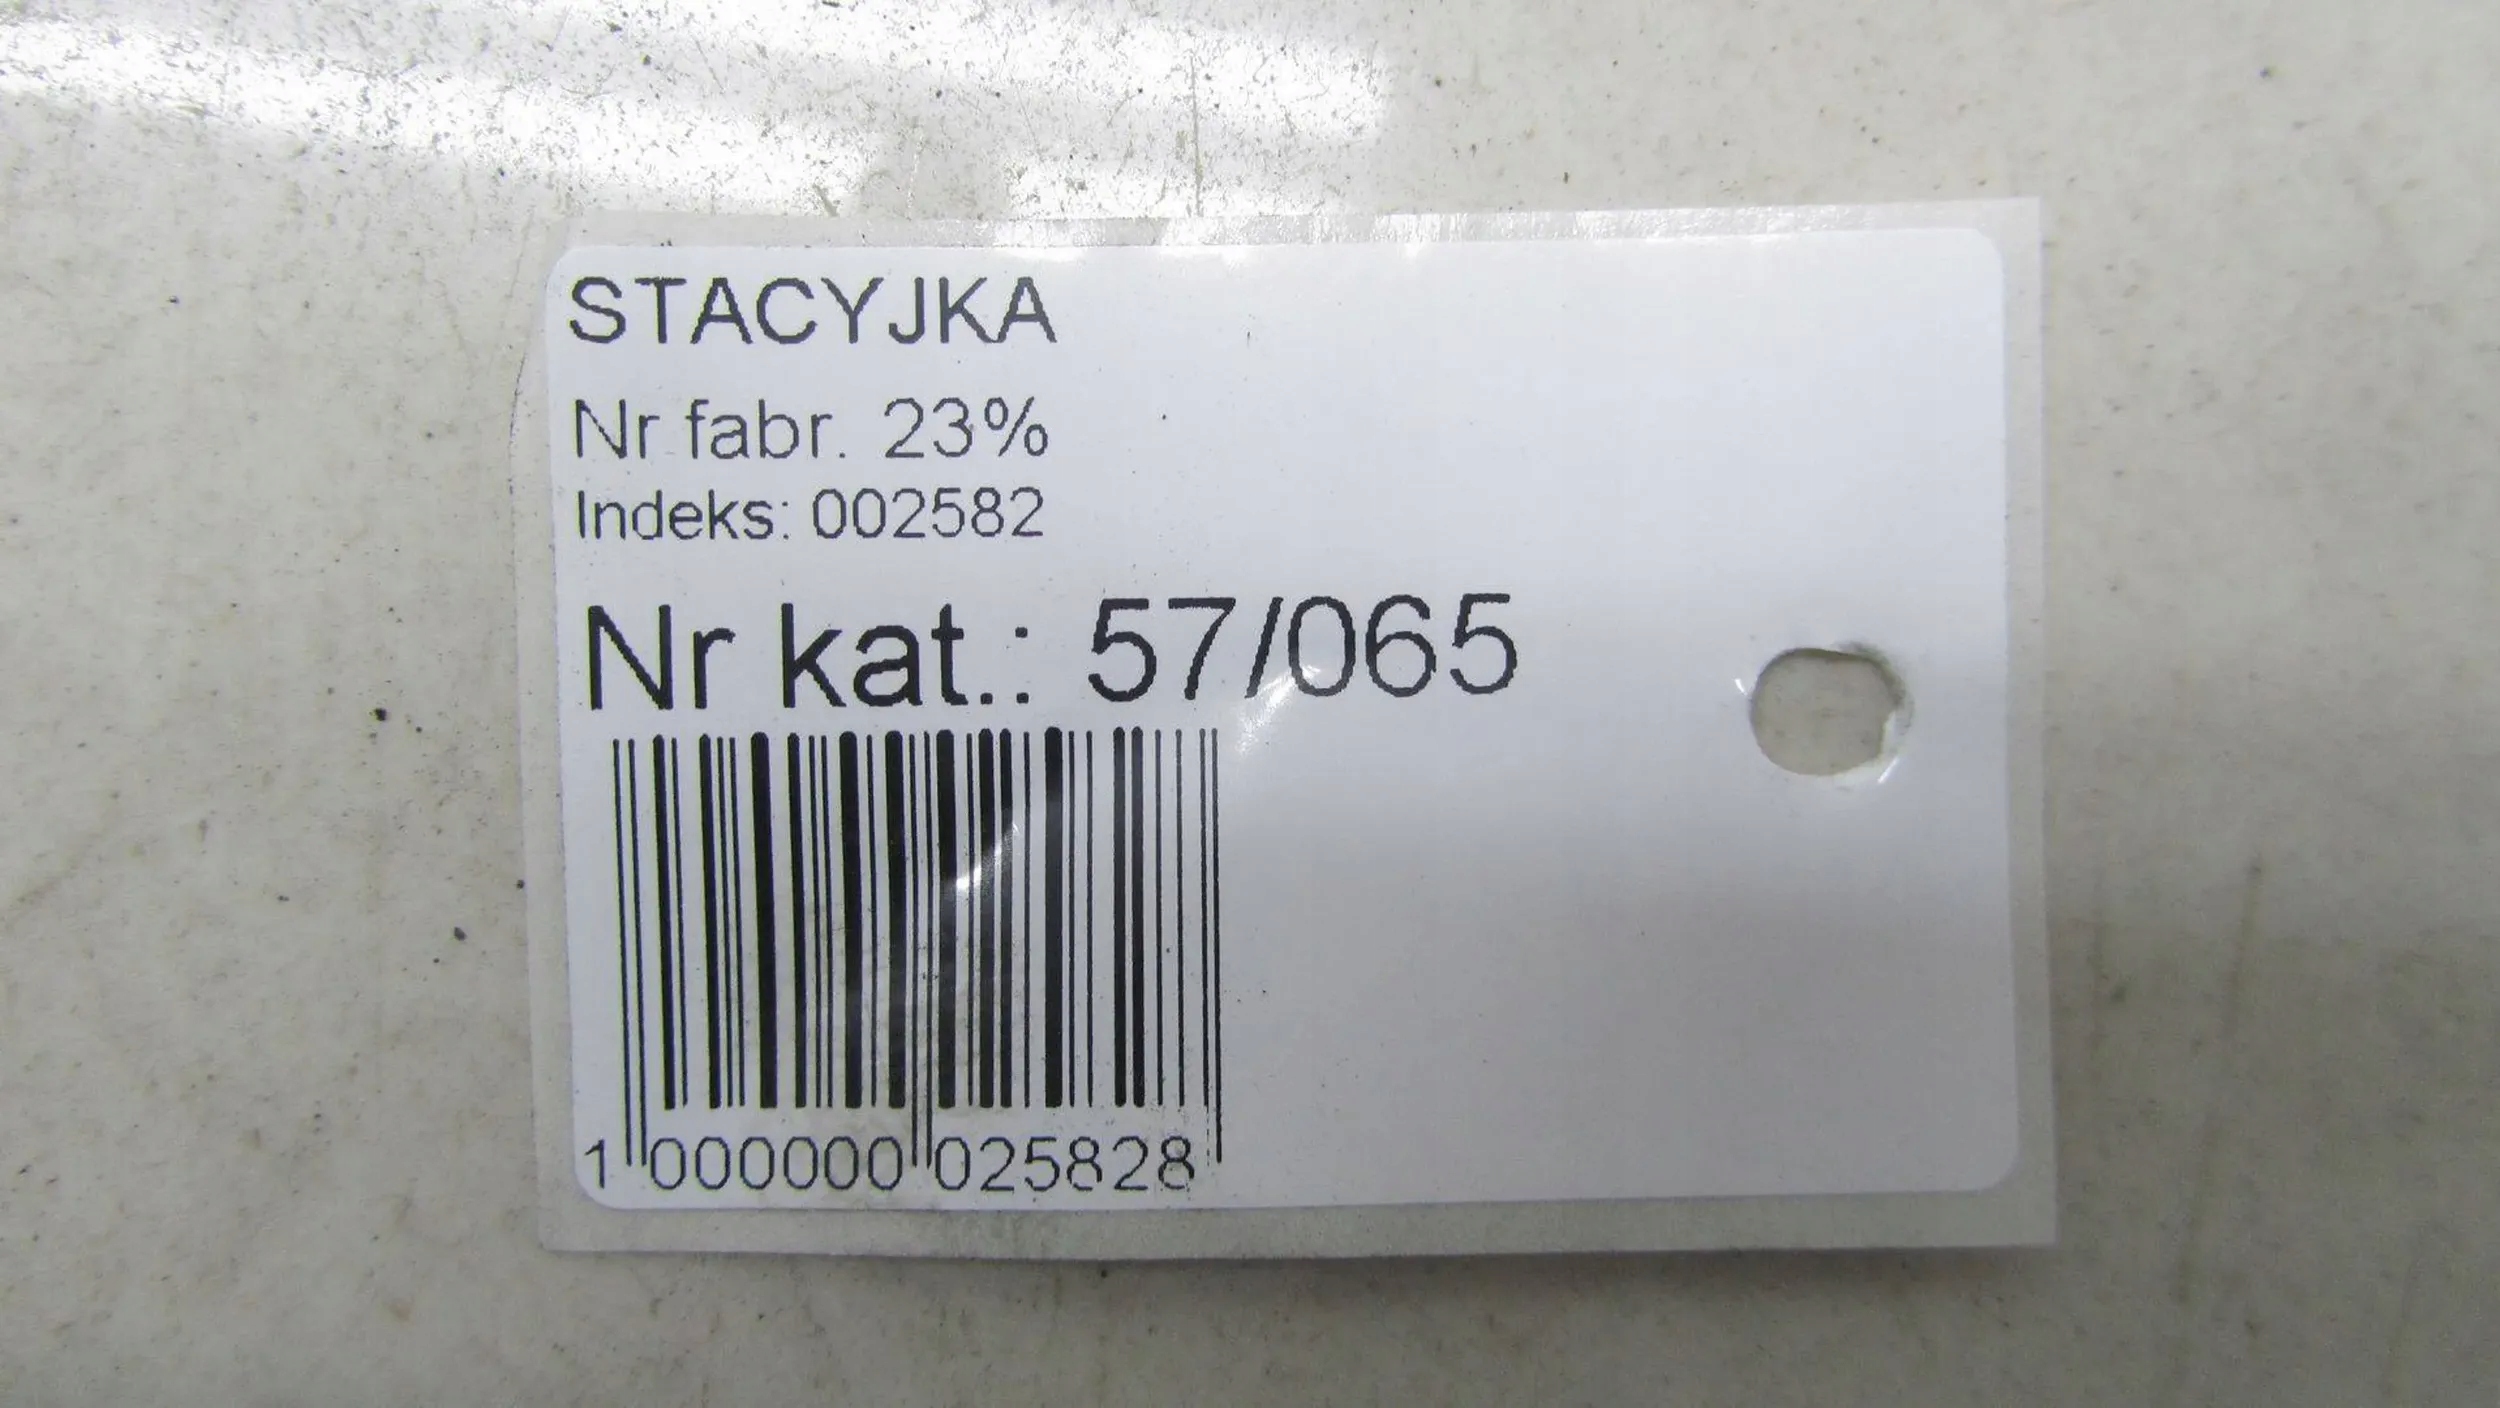 STACYJKA
Nr fabr. 23%
Indeks: 002582
Nr kat.: 57/065
1 000000 025828